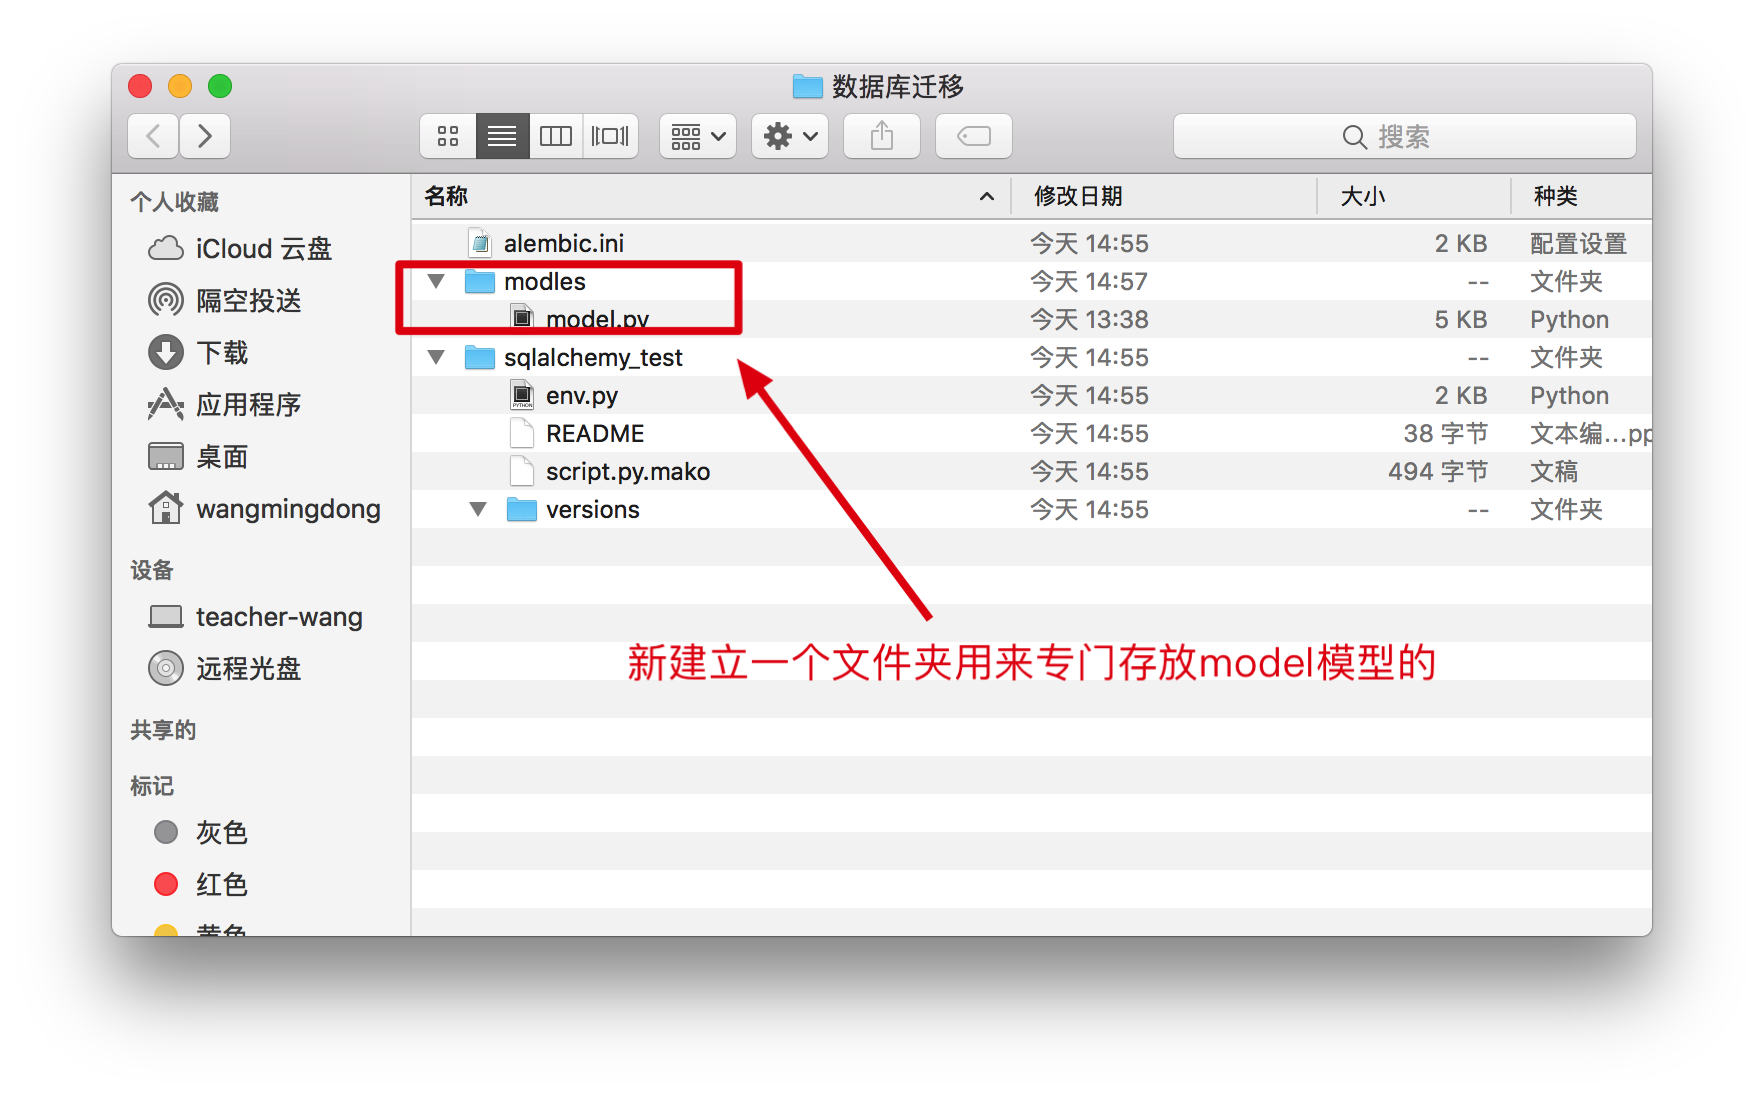 数据库迁移
搜索
个人收藏
iCloud 云盘
隔空投送
下载
应用程序
桌面
wangmingdong
设备
teacher-wang
远程光盘
共享的
标记
灰色
红色
黄色
名称 修改日期 大小 种类
alembic.ini 今天 14:55 2 KB 配置设置
modles 今天 14:57 -- 文件夹
model.py 今天 13:38 5 KB Python
sqlalchemy_test 今天 14:55 -- 文件夹
env.py 今天 14:55 2 KB Python
README 今天 14:55 38 字节 文本编...pp
script.py.mako 今天 14:55 494 字节 文稿
versions 今天 14:55 -- 文件夹
新建立一个文件夹用来专门存放model模型的